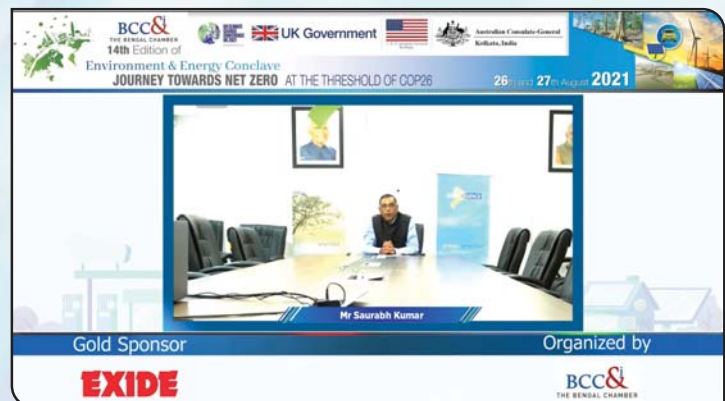 BCC&I
THE BENGAL CHAMBER
14th Edition of
Environment & Energy Conclave
JOURNEY TOWARDS NET ZERO AT THE THRESHOLD OF COP26
UK Government
Australian Consulate-General
Kolkata, India
26th and 27th August 2021
Mr Saurabh Kumar
Gold Sponsor
Organized by
EXIDE
BCC&I
THE BENGAL CHAMBER